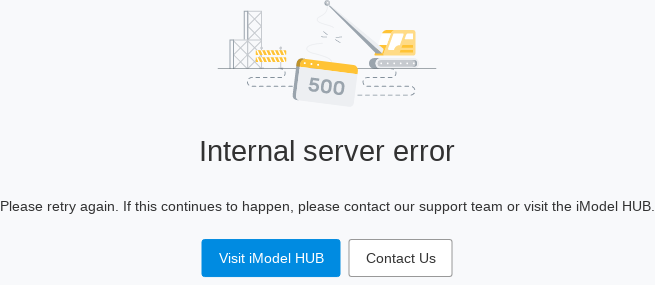 500
Internal server error
Please retry again. If this continues to happen, please contact our support team or visit the iModel HUB.
Visit iModel HUB
Contact Us